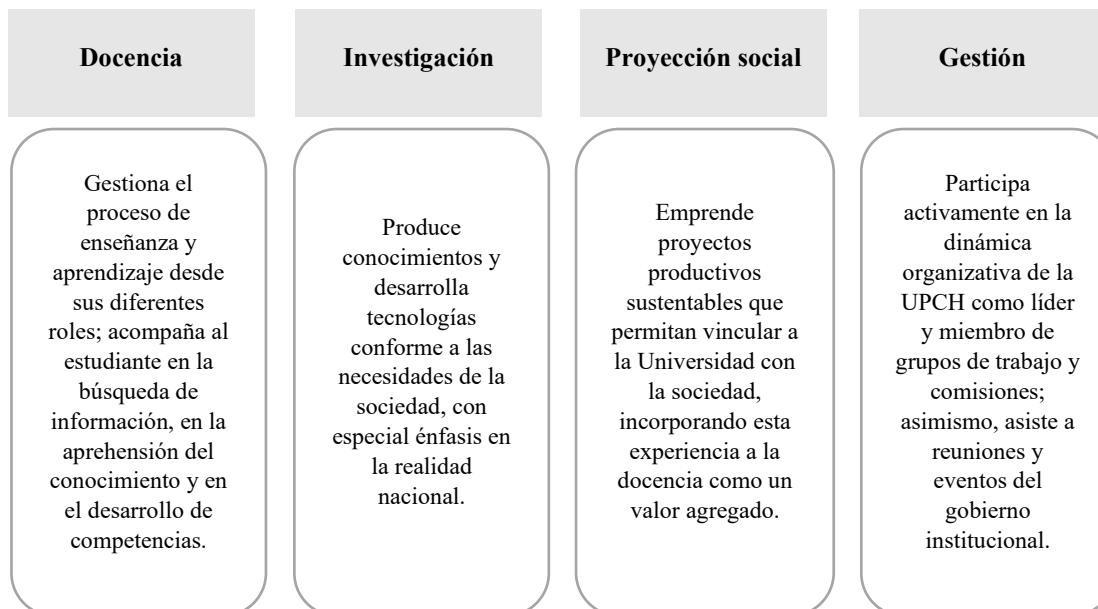 Docencia
Gestiona el
proceso de
enseñanza y
aprendizaje desde
sus diferentes
roles; acompaña al
estudiante en la
búsqueda de
información, en la
aprehensión del
conocimiento y en
el desarrollo de
competencias.
Investigación
Produce
conocimientos y
desarrolla
tecnologías
conforme a las
necesidades de la
sociedad, con
especial énfasis en
la realidad
nacional.
Proyección social
Emprende
proyectos
productivos
sustentables que
permitan vincular a
la Universidad con
la sociedad,
incorporando esta
experiencia a la
docencia como un
valor agregado.
Gestión
Participa
activamente en la
dinámica
organizativa de la
UPCH como líder
y miembro de
grupos de trabajo y
comisiones;
asimismo, asiste a
reuniones y
eventos del
gobierno
institucional.